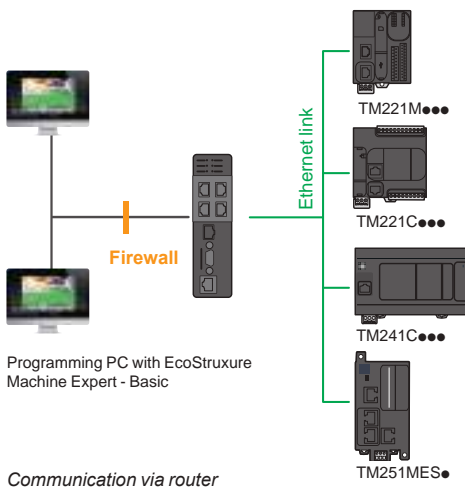 TM221M●●●
Ethernet link
TM221C●●●
Firewall
TM241C●●●
Programming PC with EcoStruxure
Machine Expert - Basic
TM251MES●
Communication via router